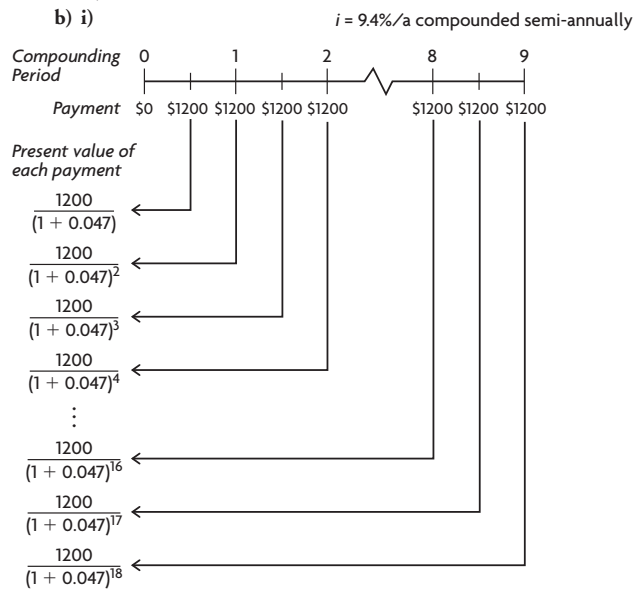 b) i)
i = 9.4%/a compounded semi-annually
Compounding 0 1 2 8 9
Period
Payment $0 $1200 $1200 $1200 $1200 $1200 $1200 $1200
Present value of
each payment
1200
(1 + 0.047)
1200
(1 + 0.047)²
1200
(1 + 0.047)³
1200
(1 + 0.047)⁴
⋮
1200
(1 + 0.047)¹⁶
1200
(1 + 0.047)¹⁷
1200
(1 + 0.047)¹⁸